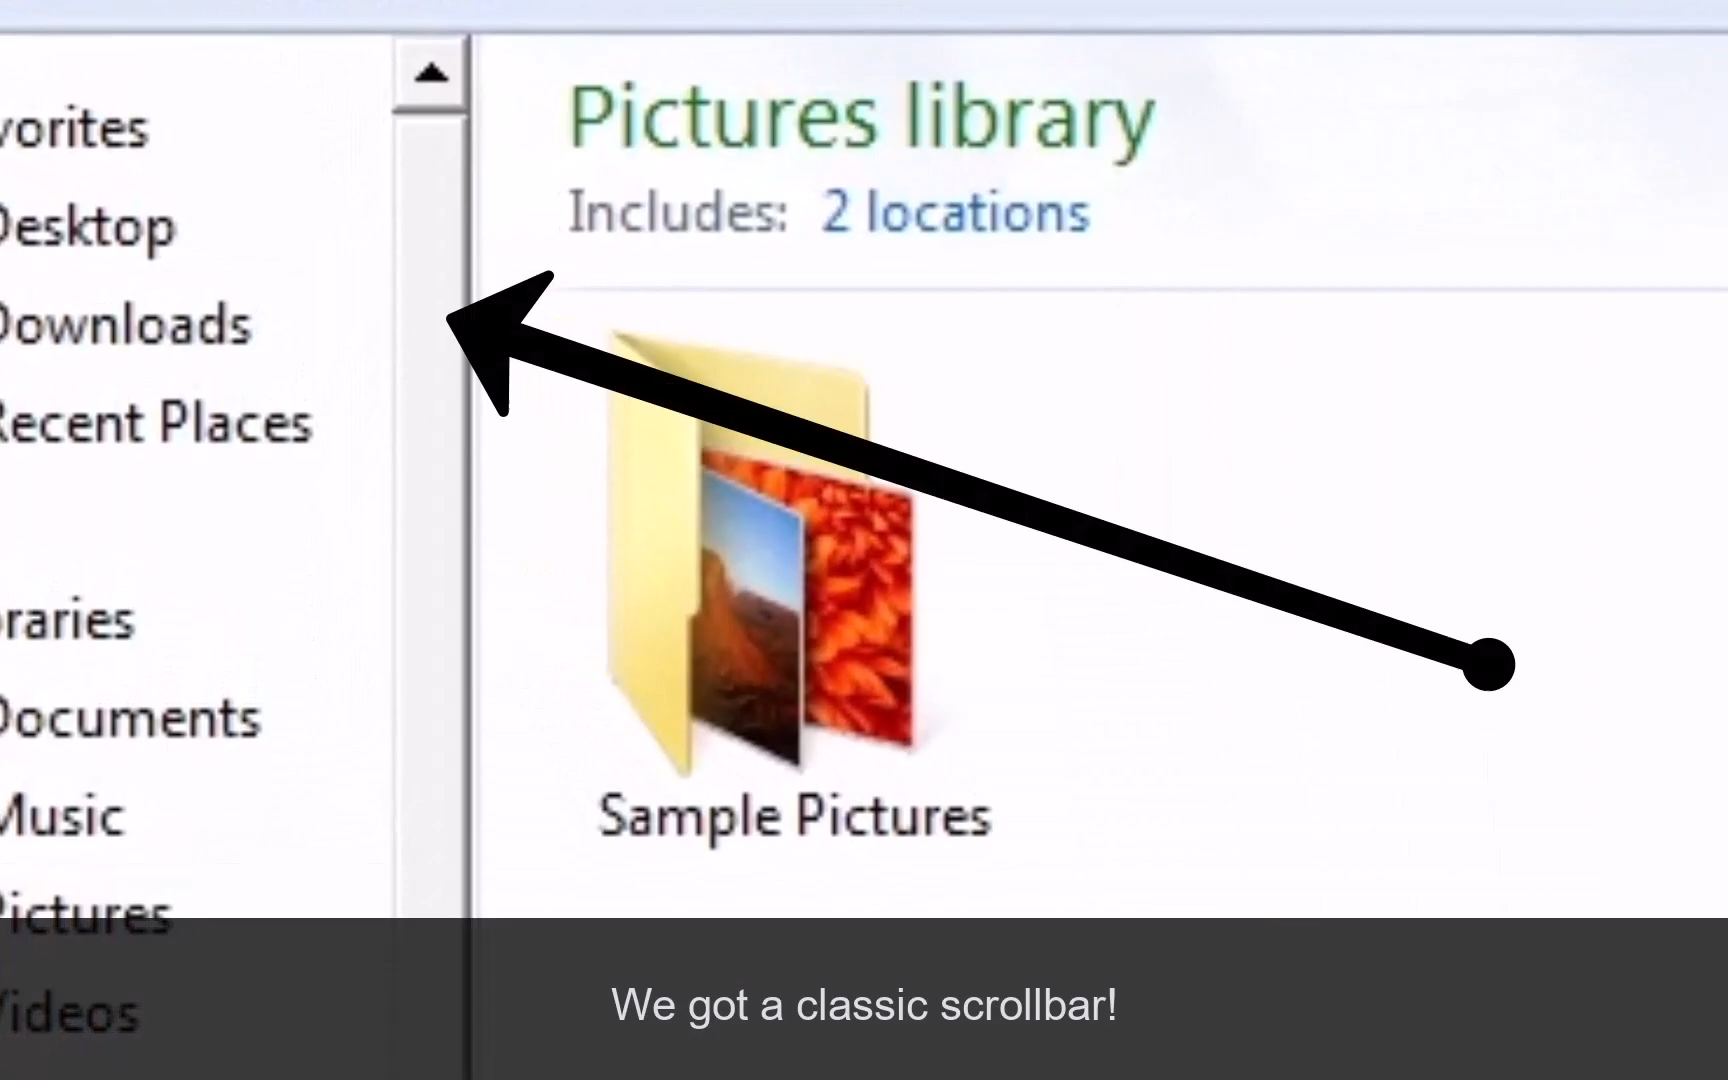 vorites
Desktop
Downloads
Recent Places
raries
Documents
Music
Pictures
Videos
Pictures library
Includes: 2 locations
Sample Pictures
We got a classic scrollbar!